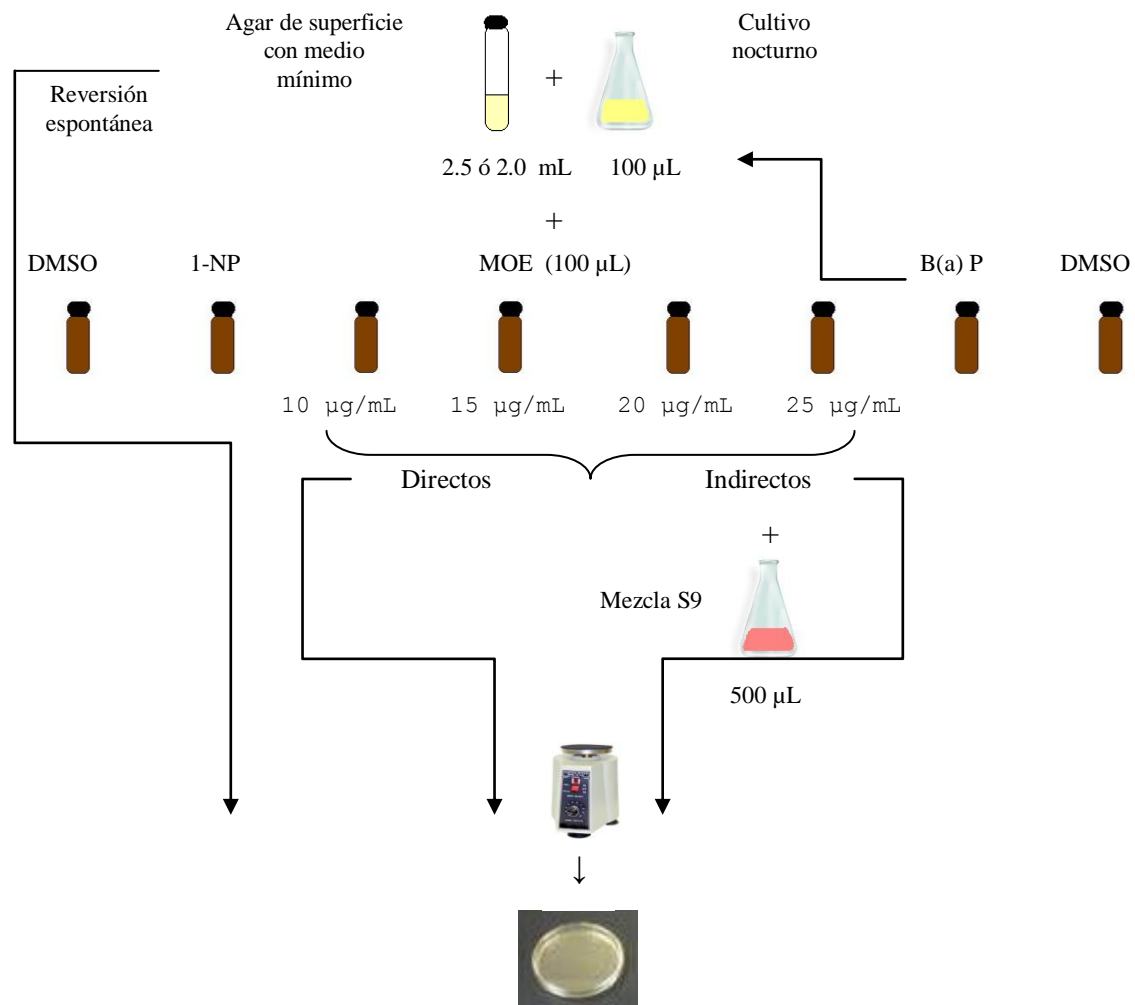 Agar de superficie
con medio
mínimo
Cultivo
nocturno
+
Reversión
espontánea
2.5 ó 2.0 mL
100 µL
+
DMSO
1-NP
MOE (100 µL)
B(a) P
DMSO
10 µg/mL
15 µg/mL
20 µg/mL
25 µg/mL
Directos
Indirectos
+
Mezcla S9
500 µL